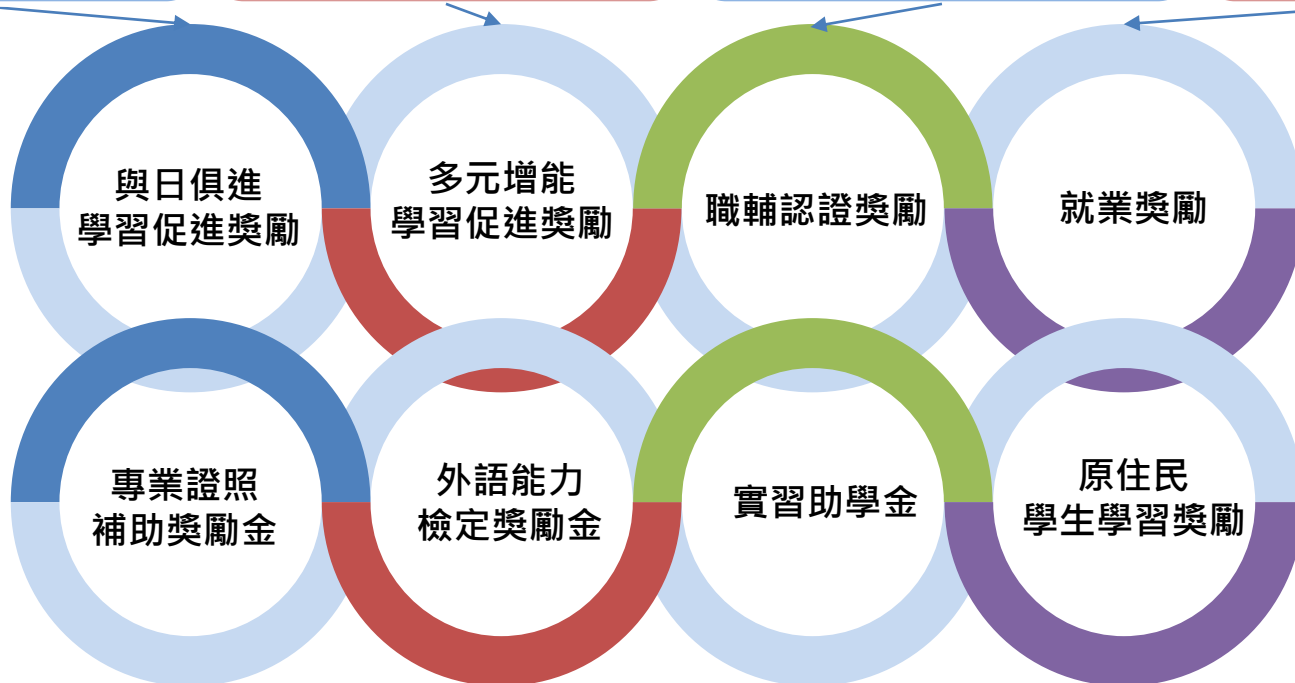 與日俱進
學習促進獎勵
多元增能
學習促進獎勵
職輔認證獎勵
就業獎勵
專業證照
補助獎勵金
外語能力
檢定獎勵金
實習助學金
原住民
學生學習獎勵